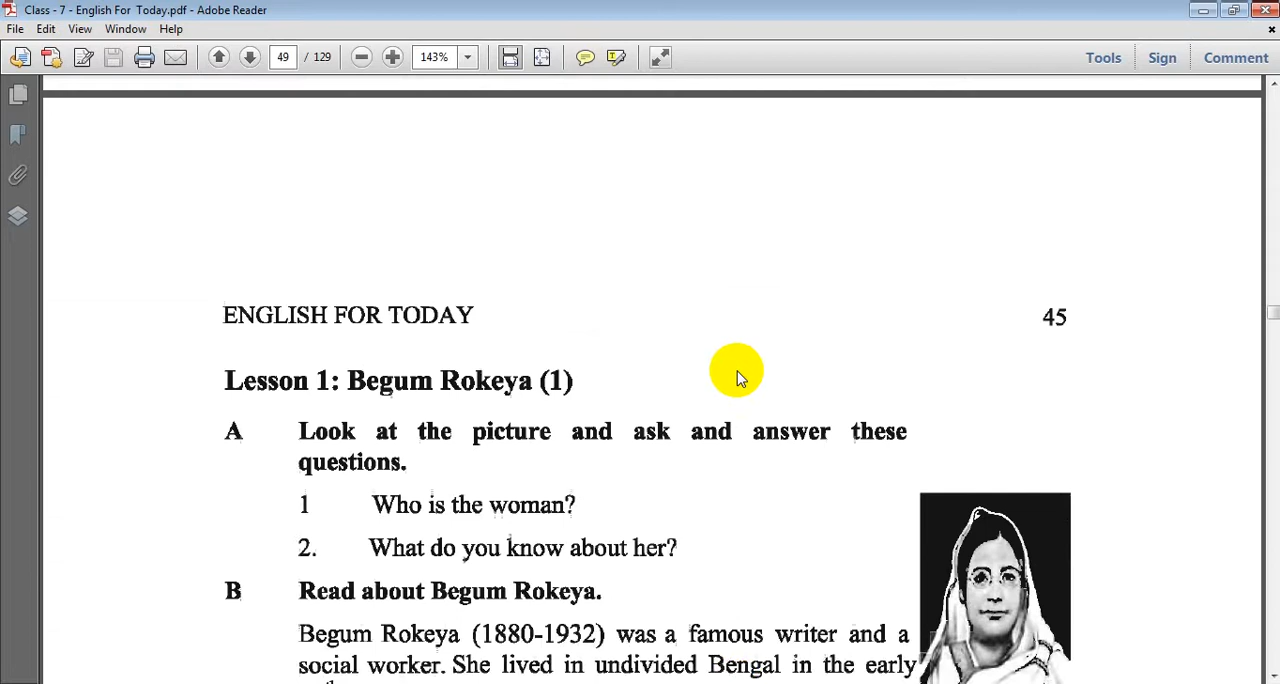 Class - 7 - English For Today.pdf - Adobe Reader
File Edit View Window Help
49 / 129 143% Tools Sign Comment
ENGLISH FOR TODAY 45
Lesson 1: Begum Rokeya (1)
A Look at the picture and ask and answer these
questions.
1 Who is the woman?
2. What do you know about her?
B Read about Begum Rokeya.
Begum Rokeya (1880-1932) was a famous writer and a
social worker. She lived in undivided Bengal in the early